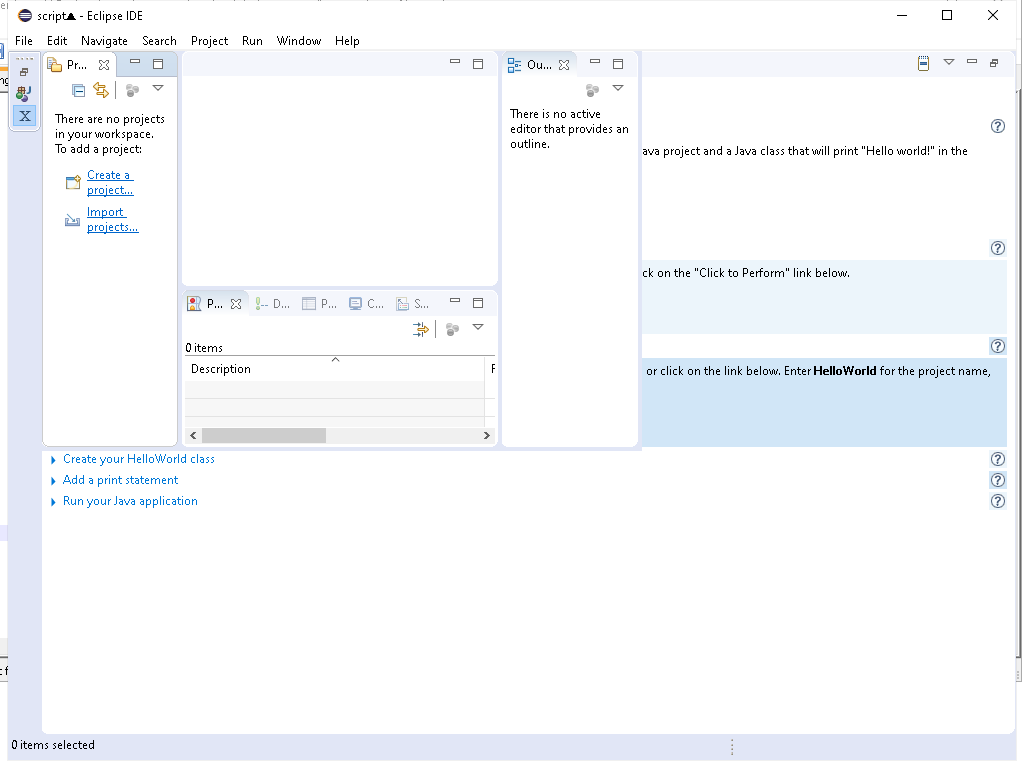 script▲ - Eclipse IDE
File Edit Navigate Search Project Run Window Help
Pr...
Ou...
X
There are no projects
in your workspace.
To add a project:
Create a
project...
Import
projects...
There is no active
editor that provides an
outline.
ava project and a Java class that will print "Hello world!" in the
ck on the "Click to Perform" link below.
P... D... P... C... S...
0 items
Description
or click on the link below. Enter HelloWorld for the project name,
Create your HelloWorld class
Add a print statement
Run your Java application
0 items selected